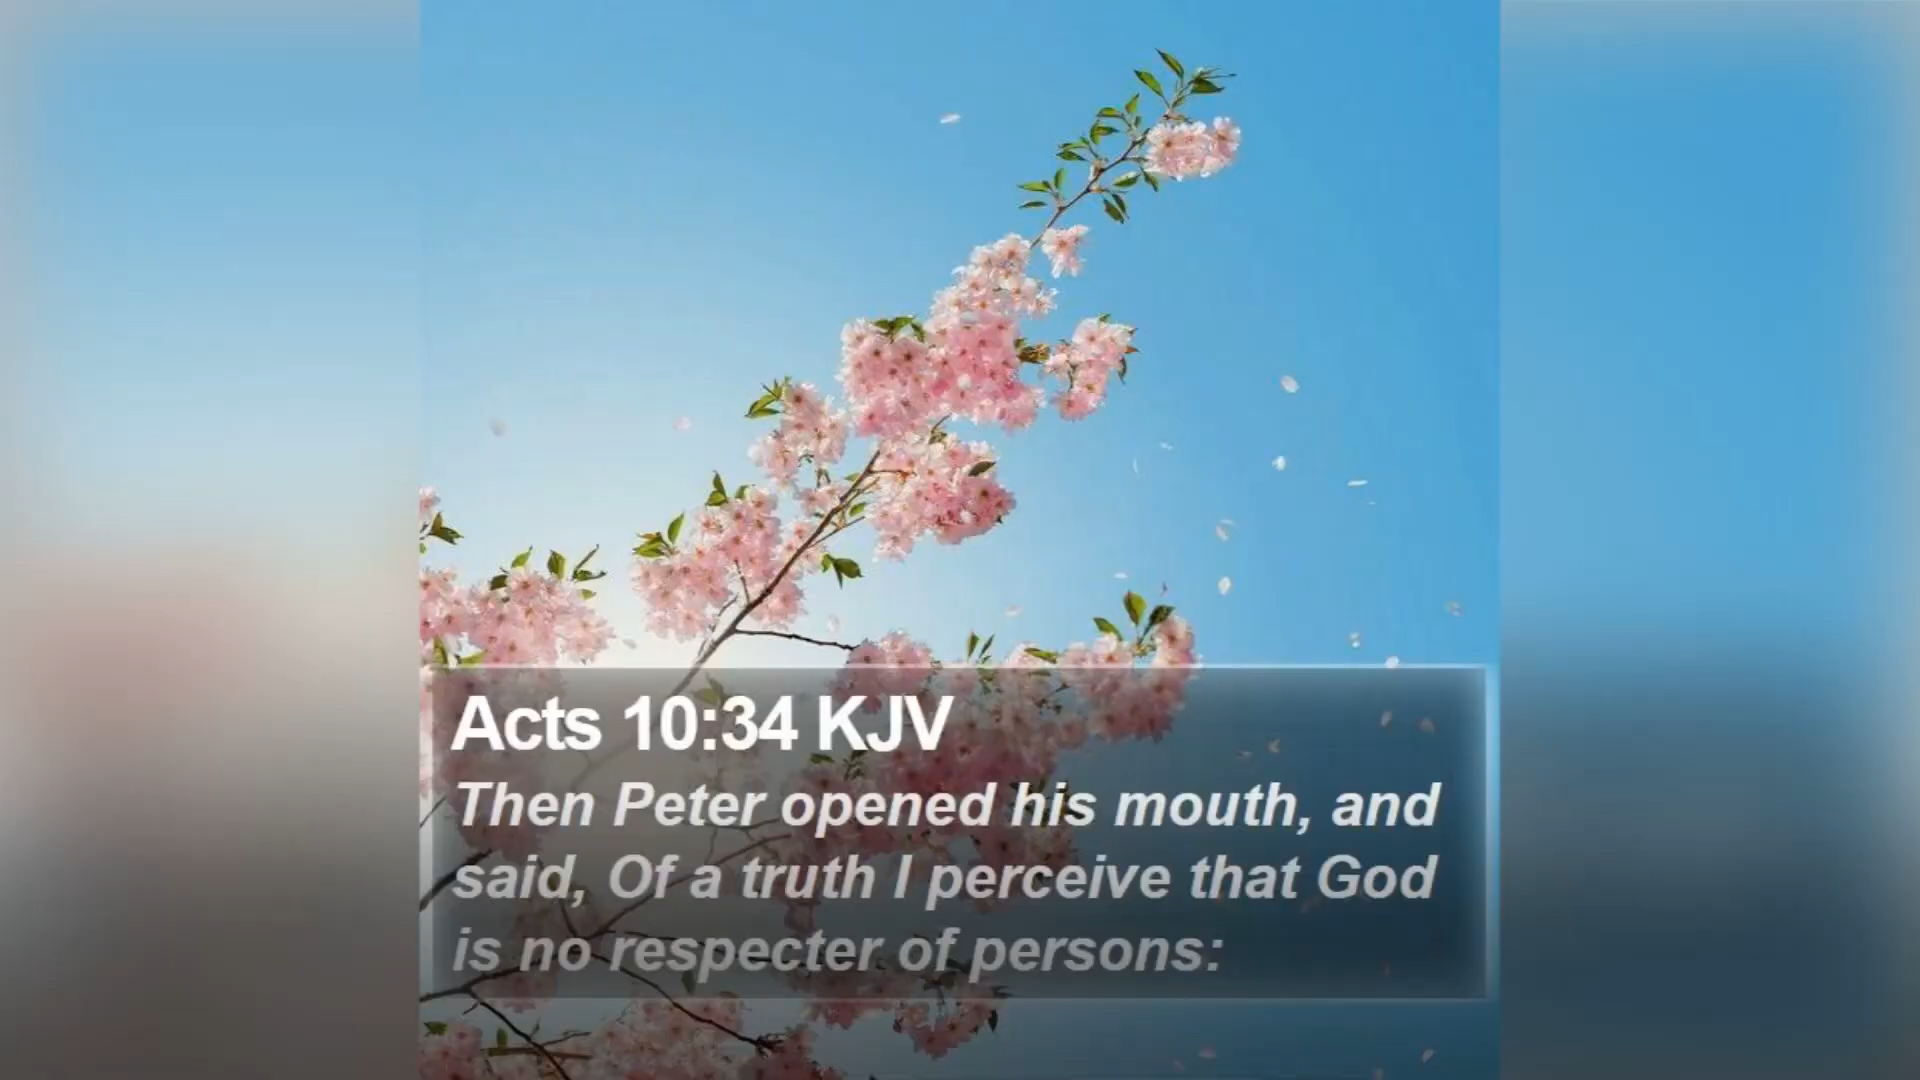 Acts 10:34 KJV
Then Peter opened his mouth, and
said, Of a truth I perceive that God
is no respecter of persons: